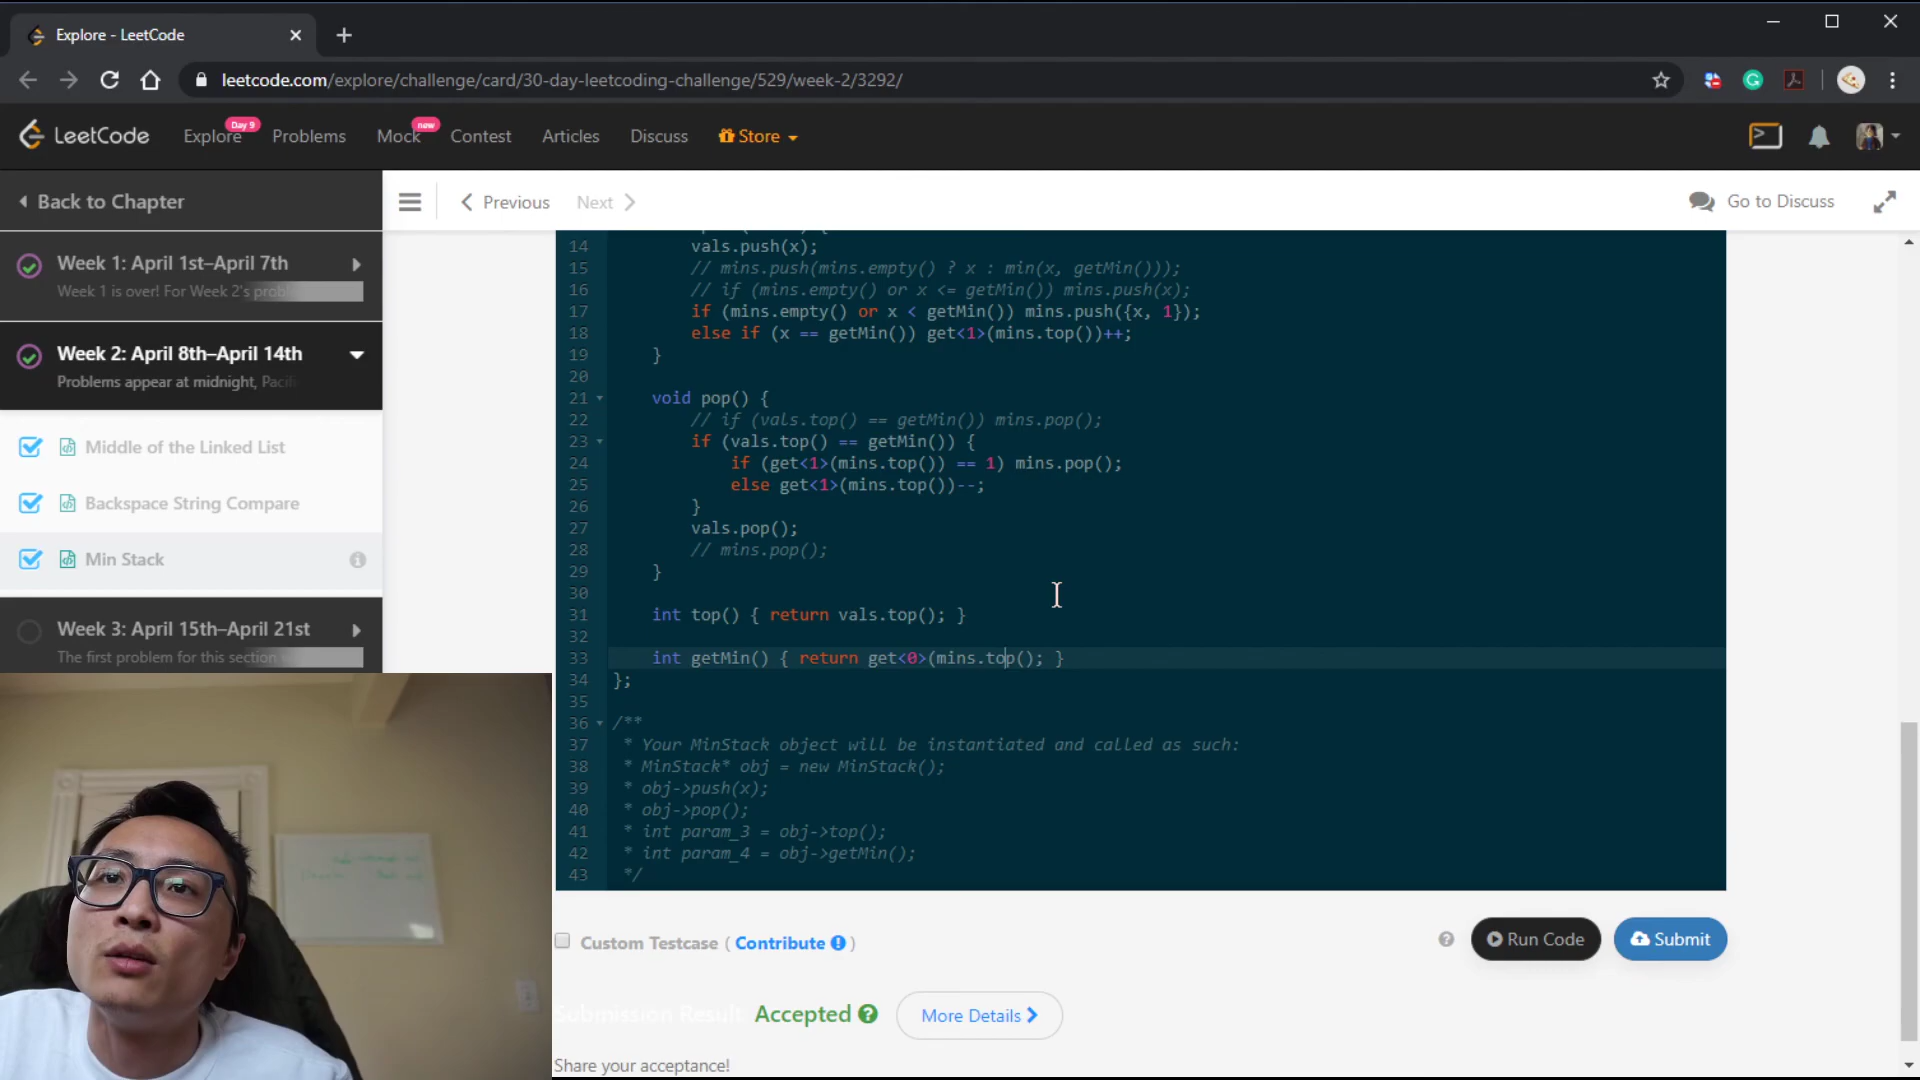 Explore - LeetCode
leetcode.com/explore/challenge/card/30-day-leetcoding-challenge/529/week-2/3292/
LeetCode Explore Day 9 Problems Mock new Contest Articles Discuss Store
Back to Chapter
Previous Next
Go to Discuss
Week 1: April 1st–April 7th
Week 1 is over! For Week 2's
Week 2: April 8th–April 14th
Problems appear at midnight,
Middle of the Linked List
Backspace String Compare
Min Stack
Week 3: April 15th–April 21st
The first problem for this section
14 vals.push(x);
15 // mins.push(mins.empty() ? x : min(x, getMin()));
16 // if (mins.empty() or x <= getMin()) mins.push(x);
17 if (mins.empty() or x < getMin()) mins.push({x, 1});
18 else if (x == getMin()) get<1>(mins.top())++;
19 }
20
21 void pop() {
22 // if (vals.top() == getMin()) mins.pop();
23 if (vals.top() == getMin()) {
24 if (get<1>(mins.top()) == 1) mins.pop();
25 else get<1>(mins.top())--;
26 }
27 vals.pop();
28 // mins.pop();
29 }
30
31 int top() { return vals.top(); }
32
33 int getMin() { return get<0>(mins.top(); }
34 };
35
36 /**
37 * Your MinStack object will be instantiated and called as such:
38 * MinStack* obj = new MinStack();
39 * obj->push(x);
40 * obj->pop();
41 * int param_3 = obj->top();
42 * int param_4 = obj->getMin();
43 */
Custom Testcase ( Contribute )
Run Code
Submit
Submission Result: Accepted
More Details
Share your acceptance!